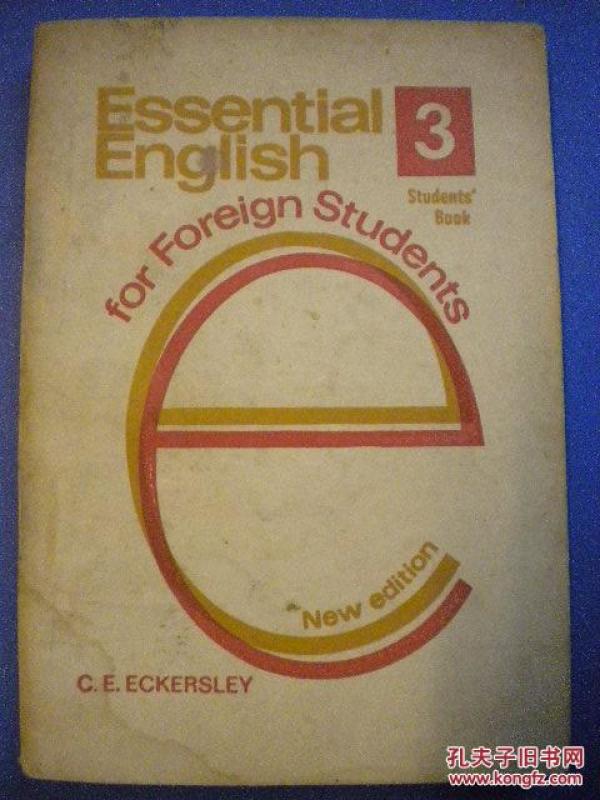 Essential
English
3
Students'
Book
for Foreign Students
New edition
C. E. ECKERSLEY
孔夫子旧书网
www.kongfz.com